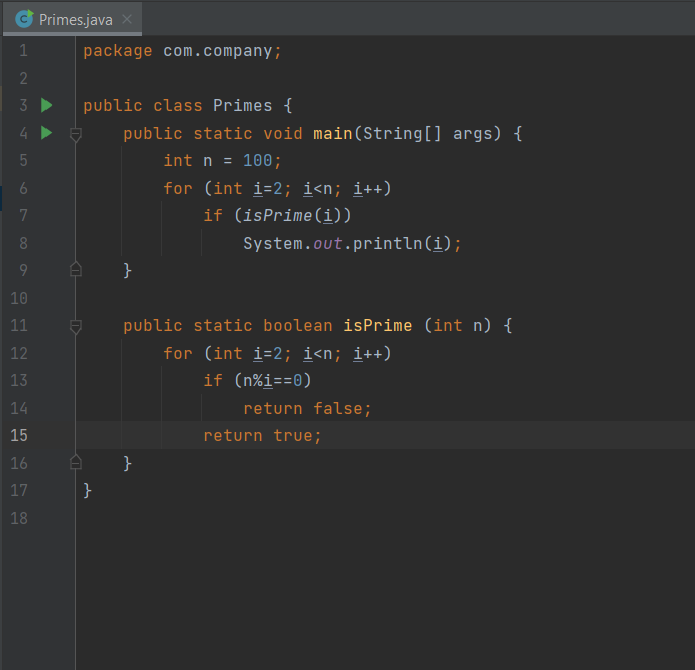 Primes.java
1 package com.company;
2
3 public class Primes {
4     public static void main(String[] args) {
5         int n = 100;
6         for (int i=2; i<n; i++)
7             if (isPrime(i))
8                 System.out.println(i);
9     }
10
11     public static boolean isPrime (int n) {
12         for (int i=2; i<n; i++)
13             if (n%i==0)
14                 return false;
15             return true;
16     }
17 }
18